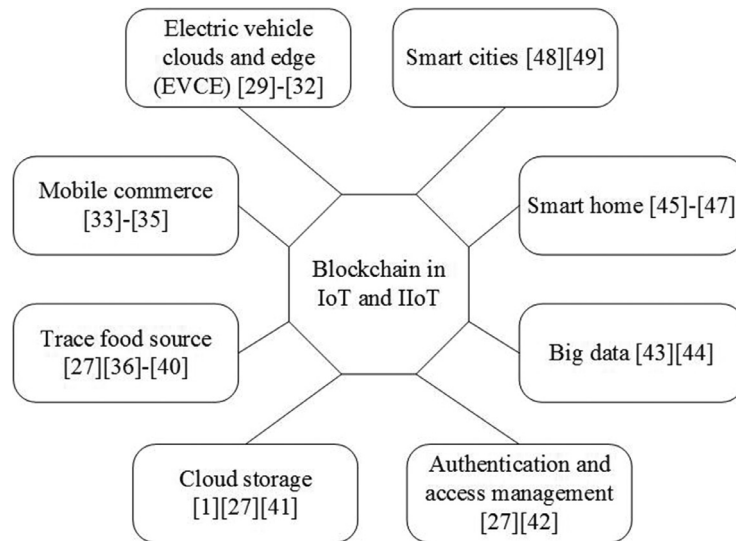 Electric vehicle
clouds and edge
(EVCE) [29]-[32]
Smart cities [48][49]
Mobile commerce
[33]-[35]
Smart home [45]-[47]
Blockchain in
IoT and IIoT
Trace food source
[27][36]-[40]
Big data [43][44]
Cloud storage
[1][27][41]
Authentication and
access management
[27][42]